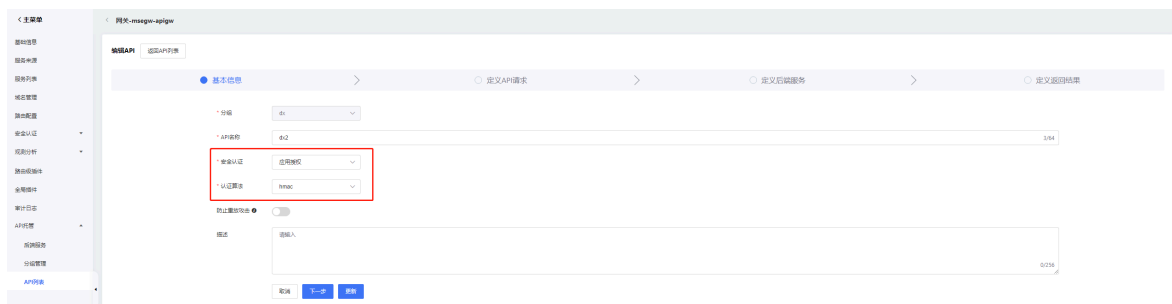 < 主菜单
< 网关-msegw-apigw
基础信息
服务来源
服务列表
域名管理
路由配置
安全认证
观测分析
路由级插件
全局插件
审计日志
API托管
后端服务
分组管理
API列表
编辑API 返回API列表
基本信息 定义API请求 定义后端服务 定义返回结果
* 分组 dx
* API名称 dx2 3/64
* 安全认证 应用授权
* 认证算法 hmac
防止重放攻击
描述 请输入
0/256
取消 下一步 更新